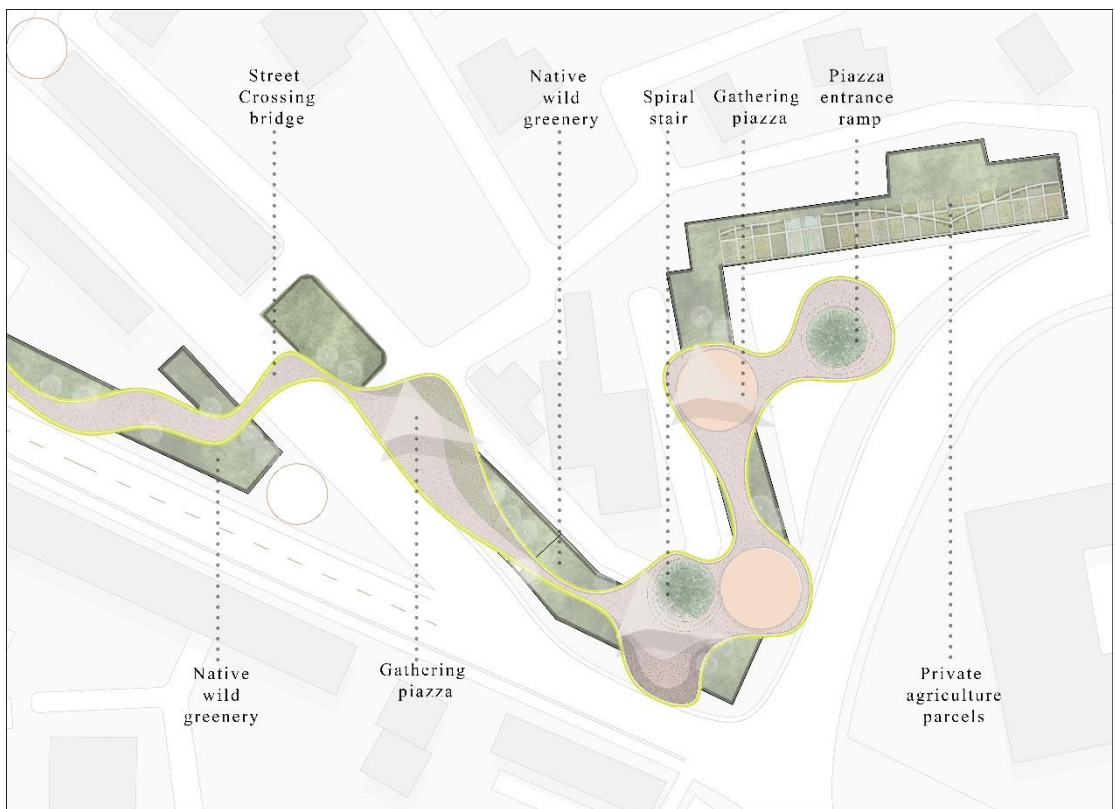 Street
Crossing
bridge
Native
wild
greenery
Spiral
stair
Gathering
piazza
Piazza
entrance
ramp
Native
wild
greenery
Gathering
piazza
Private
agriculture
parcels